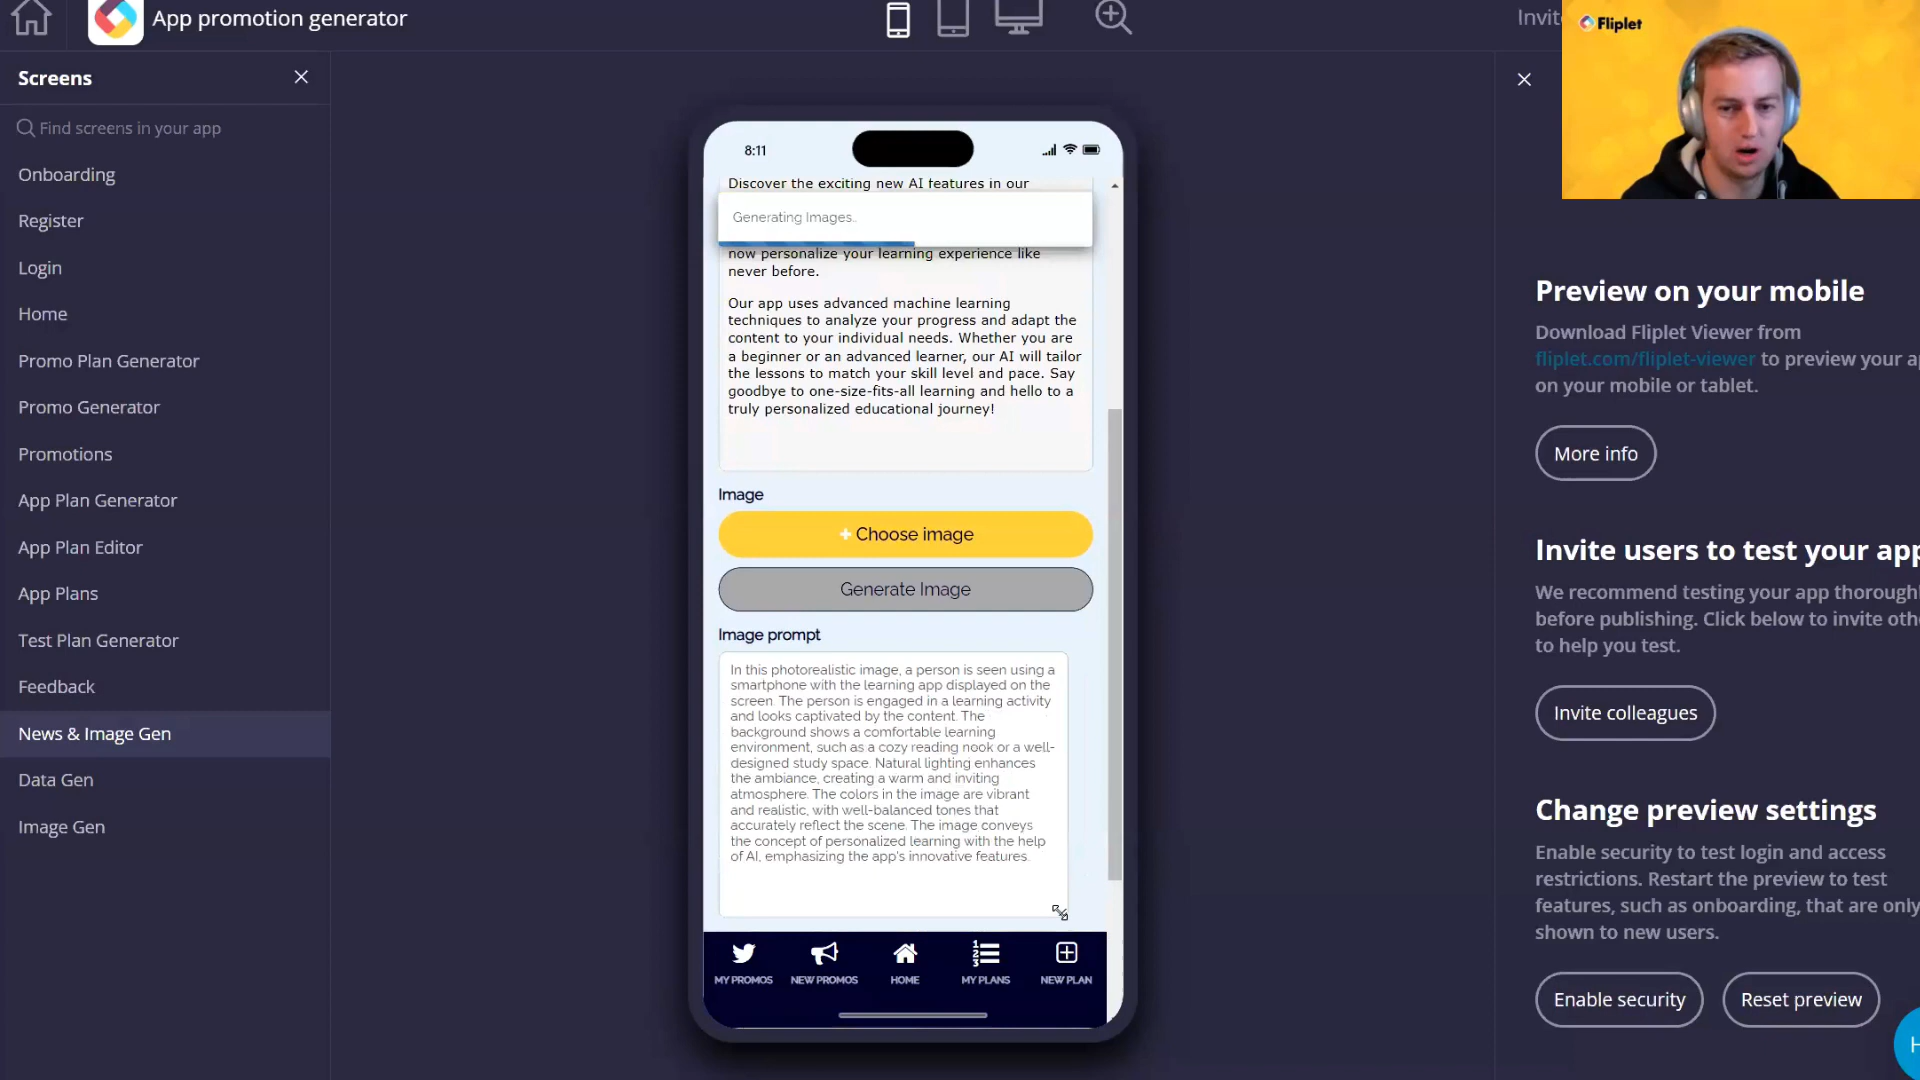 App promotion generator
Invite
Fliplet
Screens
Find screens in your app
Onboarding
Register
Login
Home
Promo Plan Generator
Promo Generator
Promotions
App Plan Generator
App Plan Editor
App Plans
Test Plan Generator
Feedback
News & Image Gen
Data Gen
Image Gen
8:11
Discover the exciting new AI features in our
Generating Images..
now personalize your learning experience like
never before.
Our app uses advanced machine learning
techniques to analyze your progress and adapt the
content to your individual needs. Whether you are
a beginner or an advanced learner, our AI will tailor
the lessons to match your skill level and pace. Say
goodbye to one-size-fits-all learning and hello to a
truly personalized educational journey!
Image
+ Choose image
Generate Image
Image prompt
In this photorealistic image, a person is seen using a
smartphone with the learning app displayed on the
screen. The person is engaged in a learning activity
and looks captivated by the content. The
background shows a comfortable learning
environment, such as a cozy reading nook or a well-
designed study space. Natural lighting enhances
the ambiance, creating a warm and inviting
atmosphere. The colors in the image are vibrant
and realistic, with well-balanced tones that
accurately reflect the scene. The image conveys
the concept of personalized learning with the help
of AI, emphasizing the app's innovative features.
MY PROMOS
NEW PROMOS
HOME
MY PLANS
NEW PLAN
Preview on your mobile
Download Fliplet Viewer from
fliplet.com/fliplet-viewer to preview your ap
on your mobile or tablet.
More info
Invite users to test your app
We recommend testing your app thoroughl
before publishing. Click below to invite oth
to help you test.
Invite colleagues
Change preview settings
Enable security to test login and access
restrictions. Restart the preview to test
features, such as onboarding, that are only
shown to new users.
Enable security
Reset preview
H